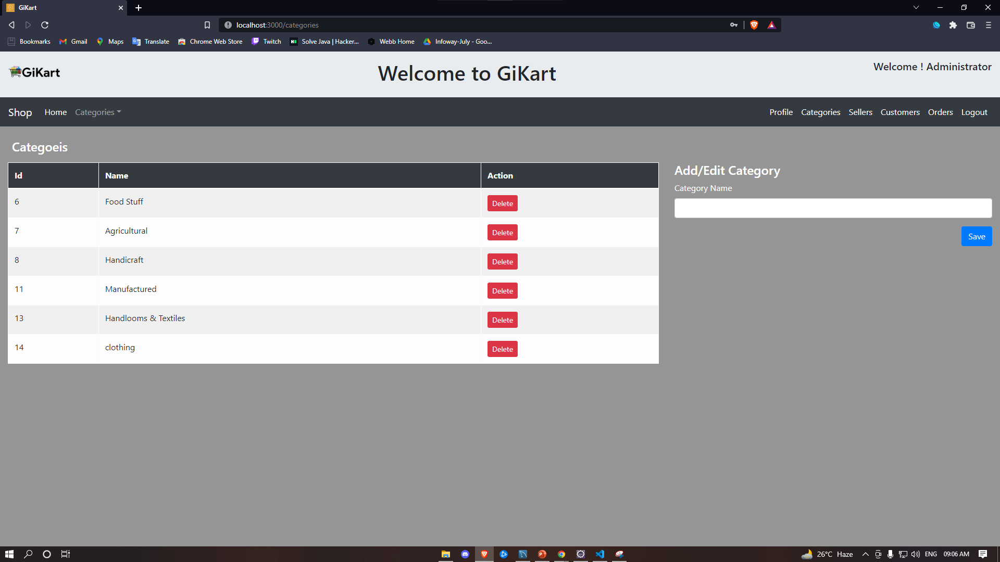 GiKart
localhost:3000/categories
Bookmarks Gmail Maps Translate Chrome Web Store Twitch Solve Java | Hacker... Webb Home Infoway-July - Goo...
GiKart
Welcome to GiKart
Welcome ! Administrator
Shop Home Categories Profile Categories Sellers Customers Orders Logout
Categoeis
Id Name Action
6 Food Stuff Delete
7 Agricultural Delete
8 Handicraft Delete
11 Manufactured Delete
13 Handlooms & Textiles Delete
14 clothing Delete
Add/Edit Category
Category Name
Save
26°C Haze ENG 09:06 AM